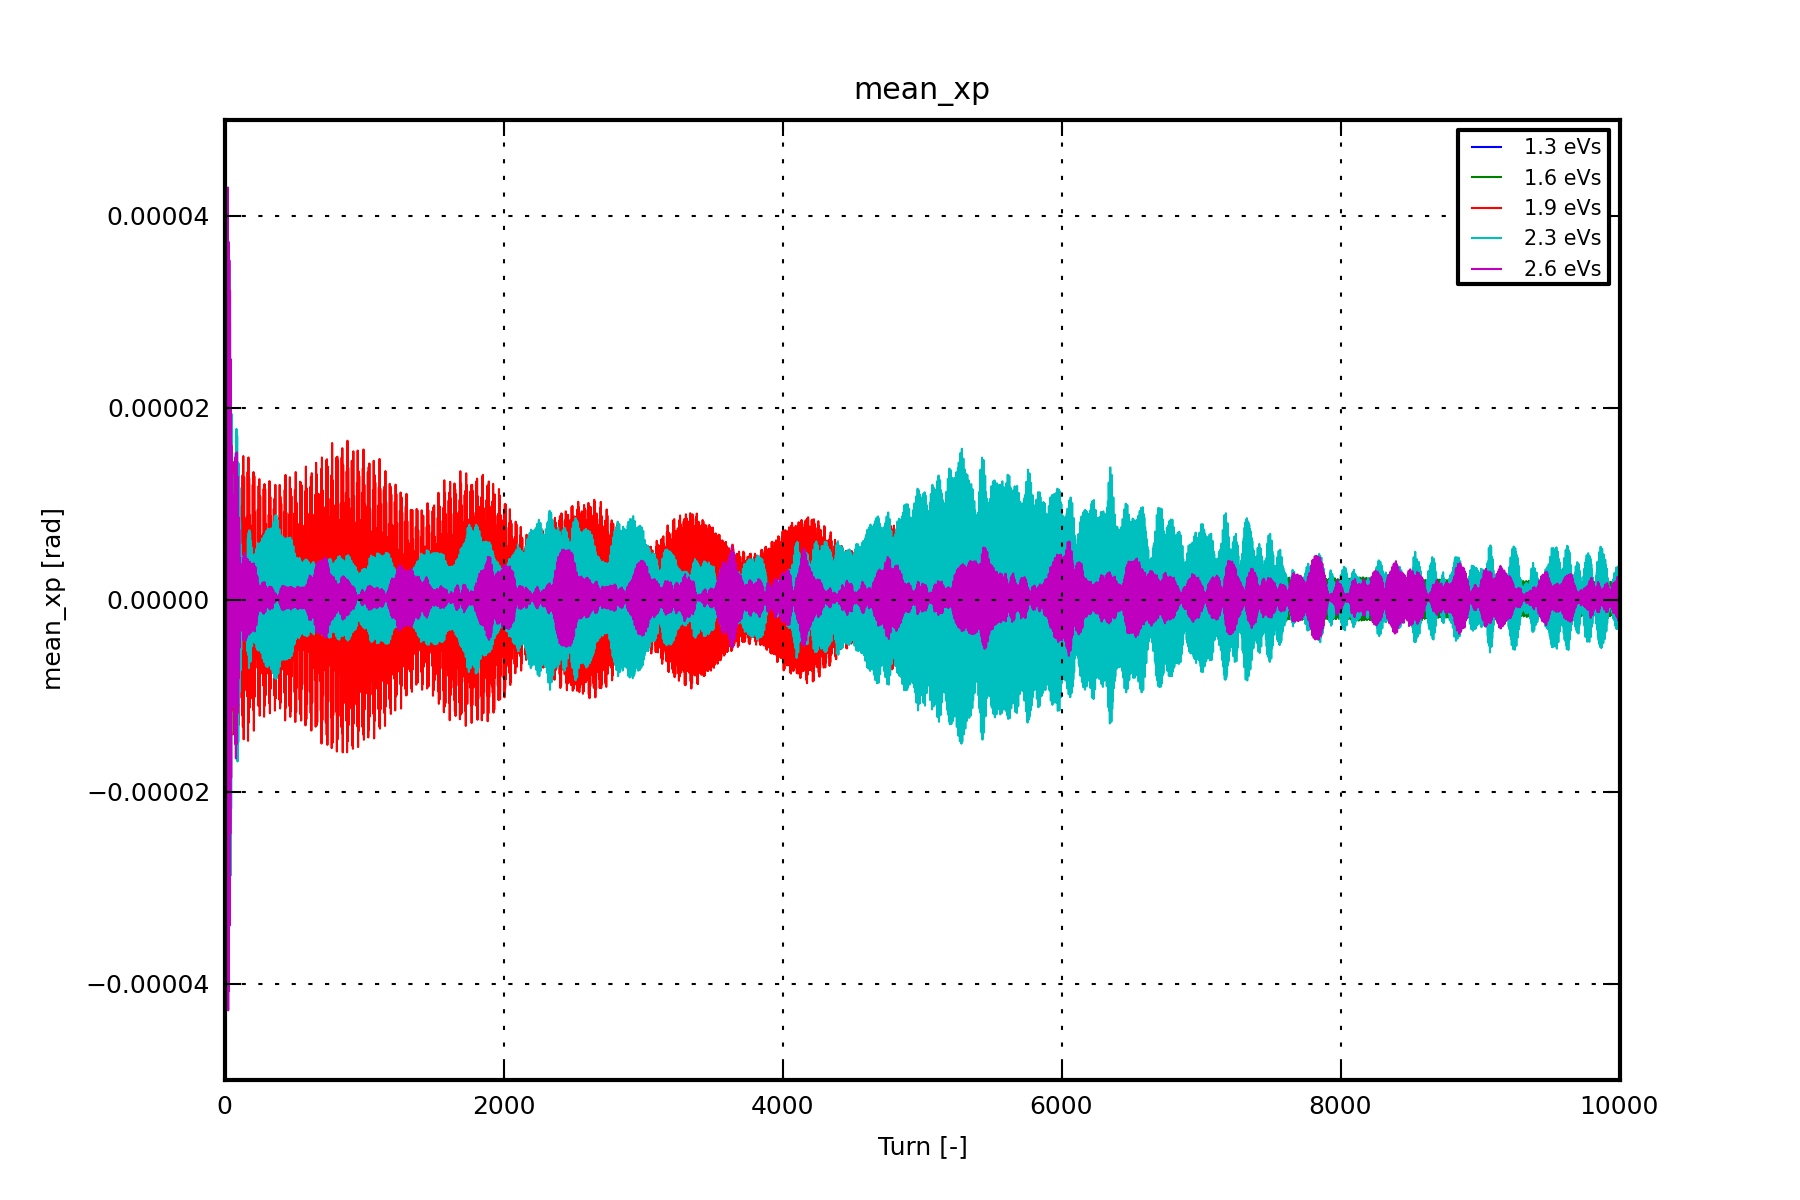 mean_xp
1.3 eVs
1.6 eVs
1.9 eVs
2.3 eVs
2.6 eVs
0.00004
0.00002
0.00000
−0.00002
−0.00004
mean_xp [rad]
0 2000 4000 6000 8000 10000
Turn [-]